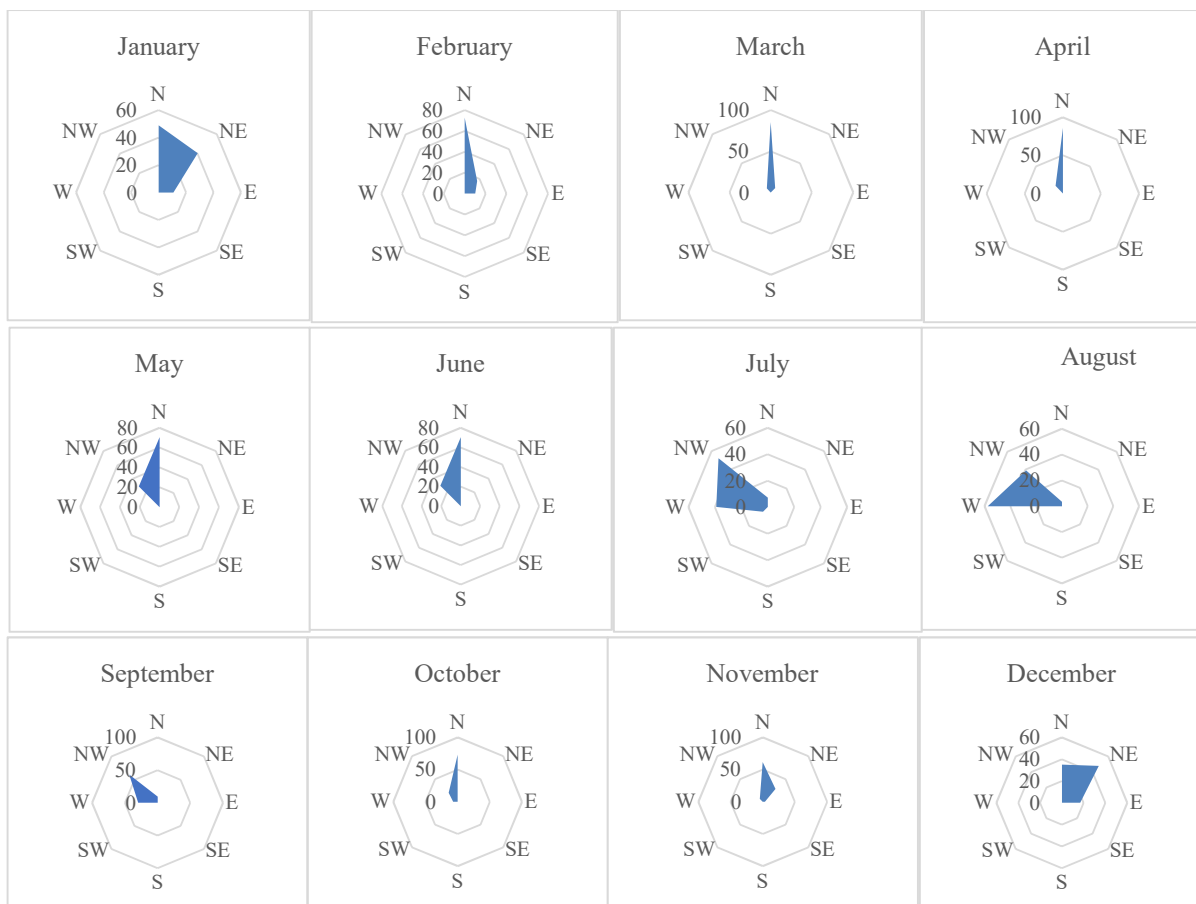 January
N
60
NW
NE
40
20
W
0
E
SW
SE
S
February
N
80
NW
60
NE
40
20
W
0
E
SW
SE
S
March
N
100
NW
NE
50
W
0
E
SW
SE
S
April
N
100
NW
NE
50
W
0
E
SW
SE
S
May
N
80
NW
60
NE
40
20
W
0
E
SW
SE
S
June
N
80
NW
60
NE
40
20
W
0
E
SW
SE
S
July
N
60
NW
NE
40
20
W
0
E
SW
SE
S
August
N
60
NW
NE
40
20
W
0
E
SW
SE
S
September
N
100
NW
NE
50
W
0
E
SW
SE
S
October
N
100
NW
NE
50
W
0
E
SW
SE
S
November
N
100
NW
NE
50
W
0
E
SW
SE
S
December
N
60
NW
NE
40
20
W
0
E
SW
SE
S